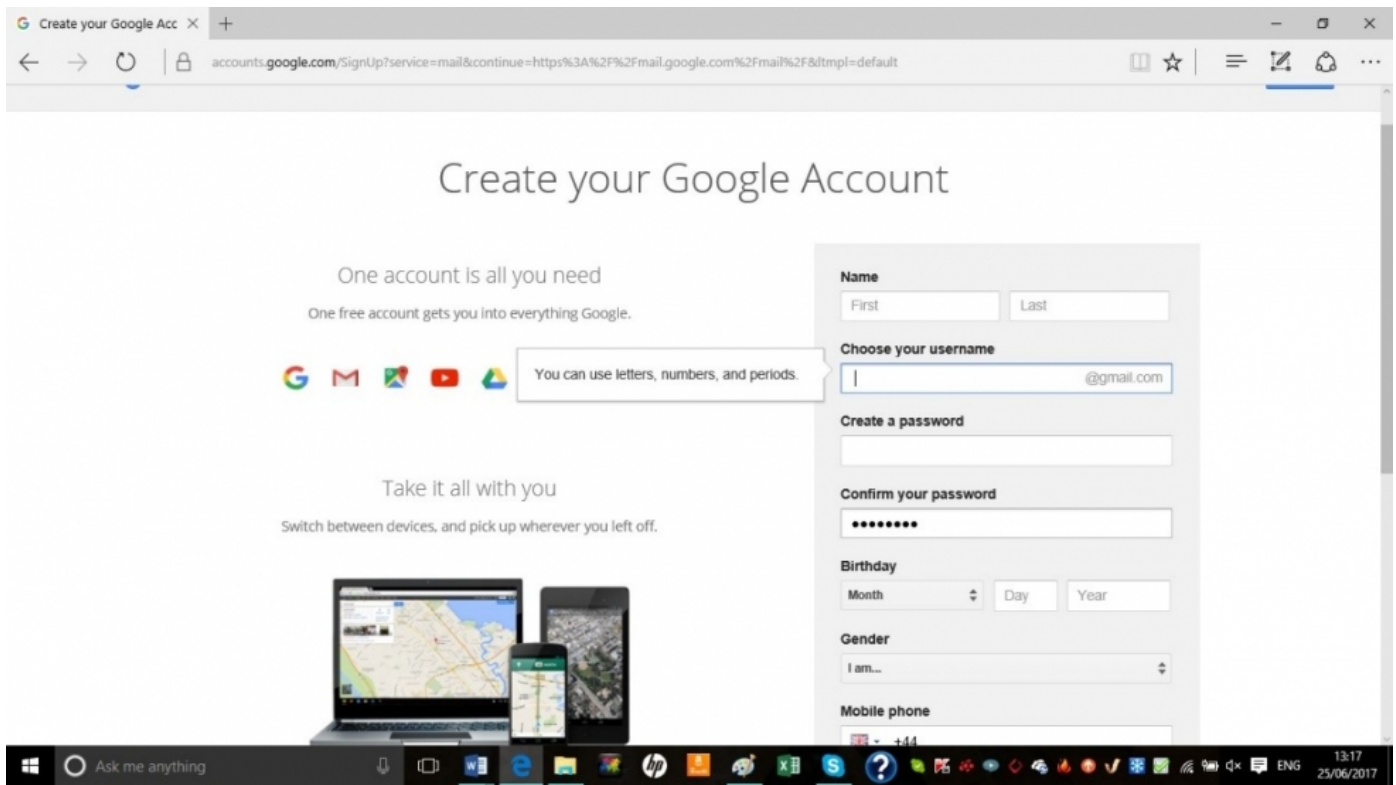 Create your Google Acc
accounts.google.com/SignUp?service=mail&continue=https%3A%2F%2Fmail.google.com%2Fmail%2F&ltmpl=default
Create your Google Account
One account is all you need
One free account gets you into everything Google.
You can use letters, numbers, and periods.
Take it all with you
Switch between devices, and pick up wherever you left off.
Name
First Last
Choose your username
@gmail.com
Create a password
Confirm your password
Birthday
Month Day Year
Gender
I am...
Mobile phone
+44
Ask me anything
ENG
13:17
25/06/2017